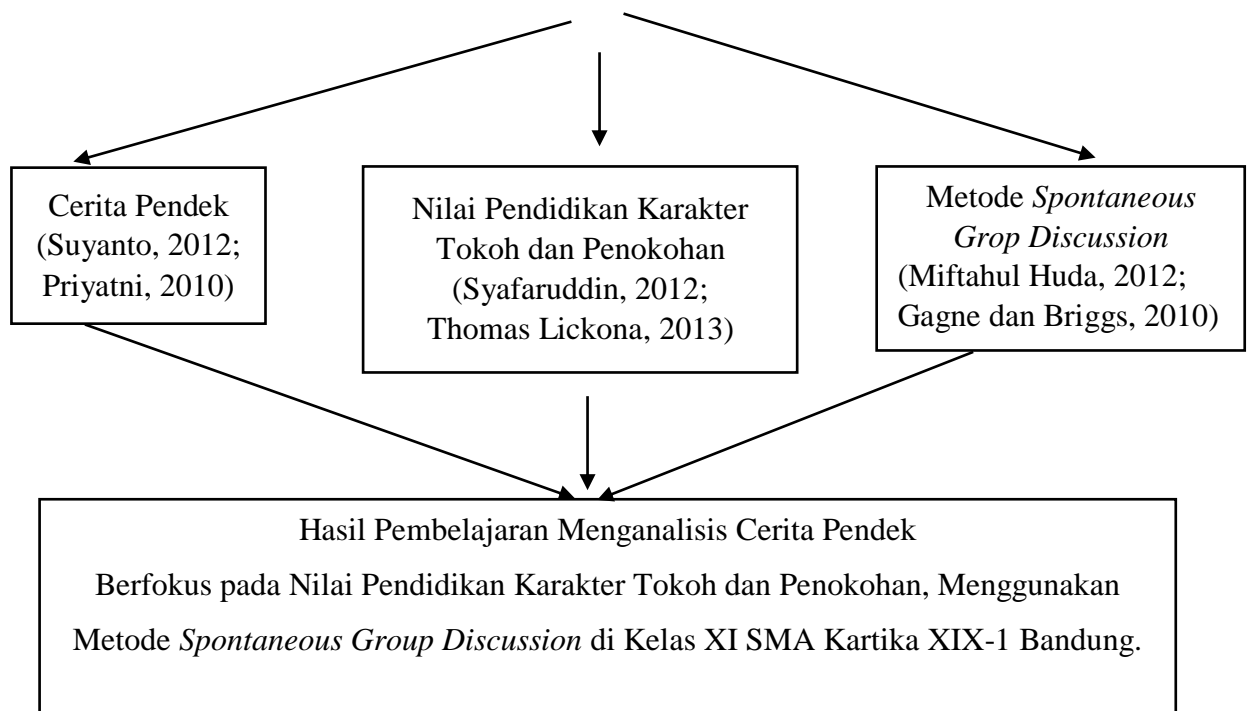 Cerita Pendek
(Suyanto, 2012;
Priyatni, 2010)
Nilai Pendidikan Karakter
Tokoh dan Penokohan
(Syafaruddin, 2012;
Thomas Lickona, 2013)
Metode Spontaneous
Grop Discussion
(Miftahul Huda, 2012;
Gagne dan Briggs, 2010)
Hasil Pembelajaran Menganalisis Cerita Pendek
Berfokus pada Nilai Pendidikan Karakter Tokoh dan Penokohan, Menggunakan
Metode Spontaneous Group Discussion di Kelas XI SMA Kartika XIX-1 Bandung.